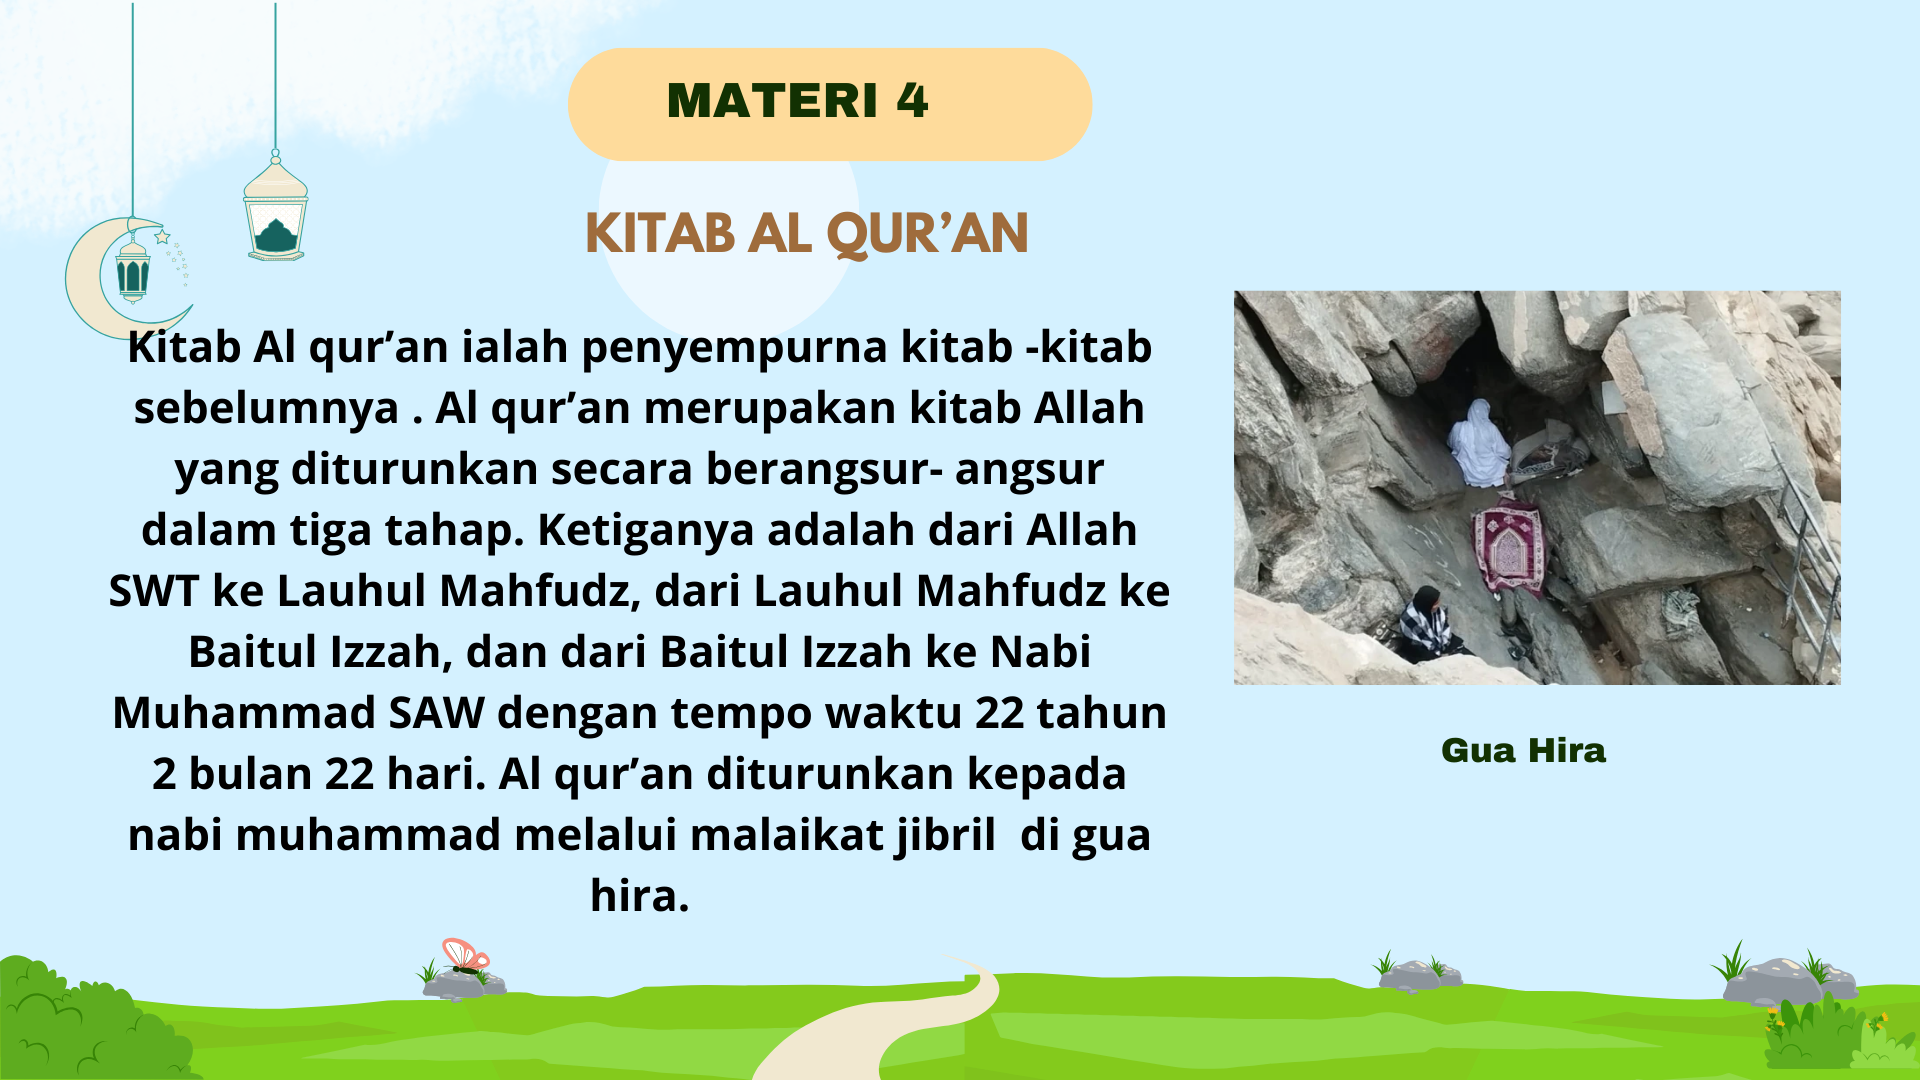 MATERI 4
KITAB AL QUR’AN
Kitab Al qur’an ialah penyempurna kitab -kitab
sebelumnya . Al qur’an merupakan kitab Allah
yang diturunkan secara berangsur- angsur
dalam tiga tahap. Ketiganya adalah dari Allah
SWT ke Lauhul Mahfudz, dari Lauhul Mahfudz ke
Baitul Izzah, dan dari Baitul Izzah ke Nabi
Muhammad SAW dengan tempo waktu 22 tahun
2 bulan 22 hari. Al qur’an diturunkan kepada
nabi muhammad melalui malaikat jibril  di gua
hira.
Gua Hira